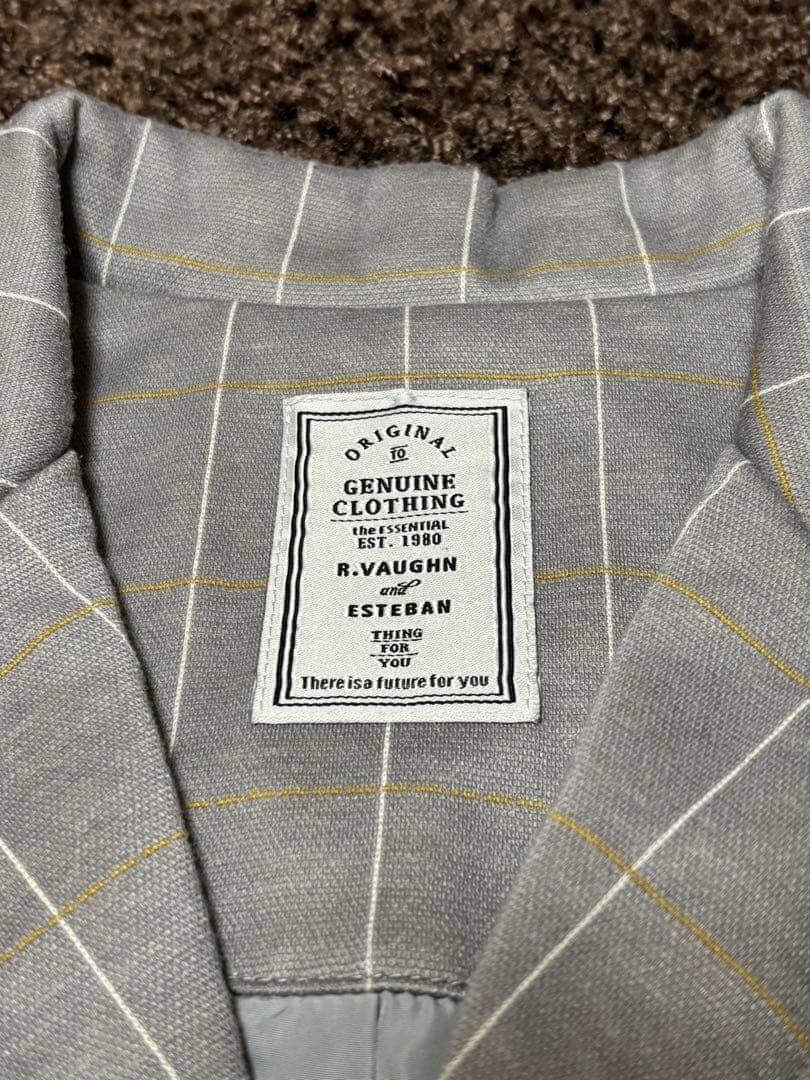 ORIGINAL
TO
GENUINE
CLOTHING
the ESSENTIAL
EST. 1980
R.VAUGHN
and
ESTEBAN
THING
FOR
YOU
There is a future for you